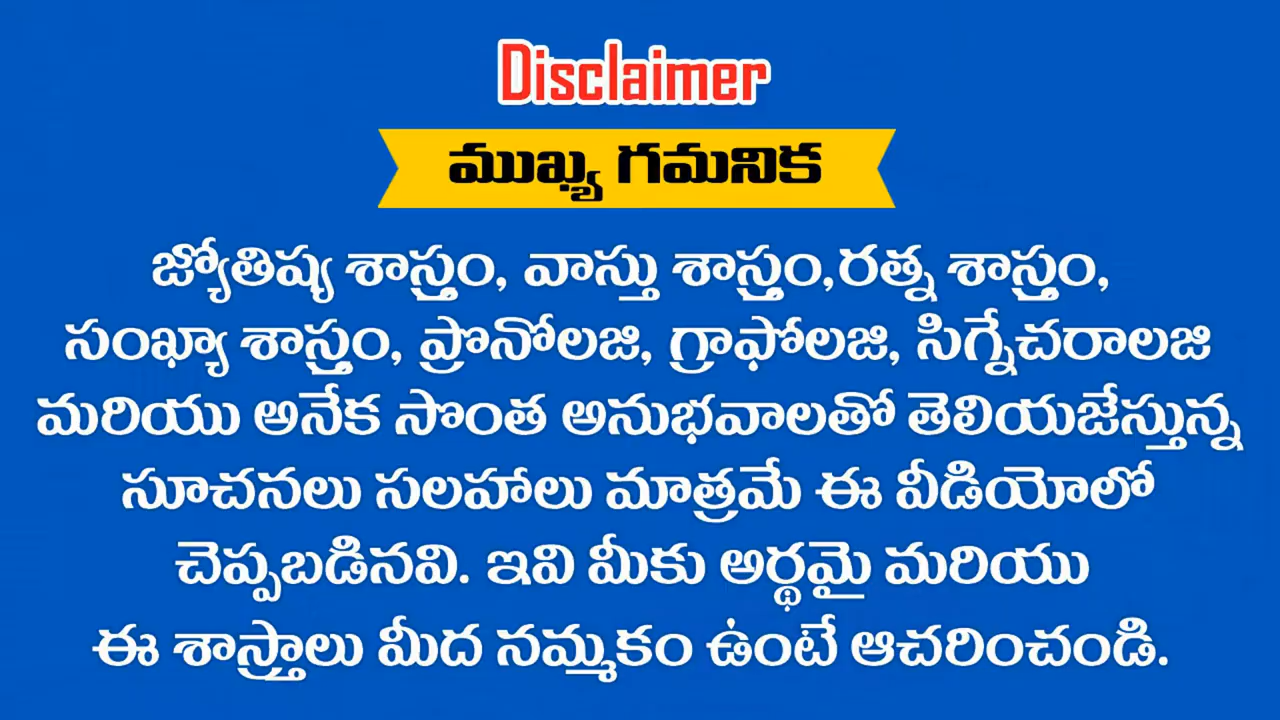 Disclaimer
ముఖ్య గమనిక
జ్యోతిష్య శాస్త్రం, వాస్తు శాస్త్రం,రత్న శాస్త్రం,
సంఖ్యా శాస్త్రం, ప్రొనోలజి, గ్రాఫోలజి, సిగ్నేచరాలజి
మరియు అనేక సొంత అనుభవాలతో తెలియజేస్తున్న
సూచనలు సలహాలు మాత్రమే ఈ వీడియోలో
చెప్పబడినవి. ఇవి మీకు అర్థమై మరియు
ఈ శాస్త్రాలు మీద నమ్మకం ఉంటే ఆచరించండి.